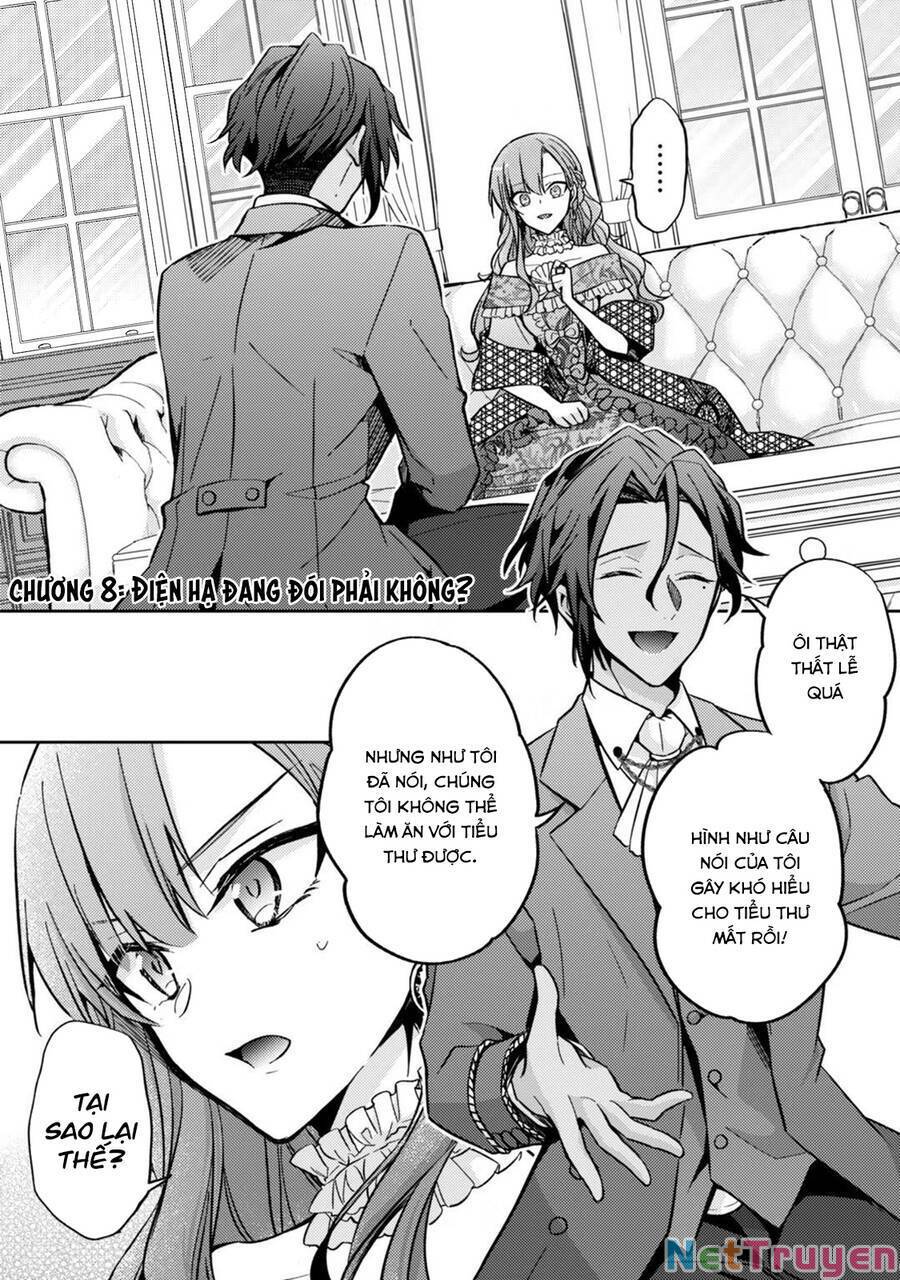 ......
CHƯƠNG 8: ĐIỆN HẠ ĐANG ĐÓI PHẢI KHÔNG?
ÔI THẬT
THẤT LỄ
QUÁ
HÌNH NHƯ CÂU
NÓI CỦA TÔI
GÂY KHÓ HIỂU
CHO TIỂU THƯ
MẤT RỒI!
NHƯNG NHƯ TÔI
ĐÃ NÓI, CHÚNG
TÔI KHÔNG THỂ
LÀM ĂN VỚI TIỂU
THƯ ĐƯỢC.
TẠI
SAO LẠI
THẾ?
NetTruyen